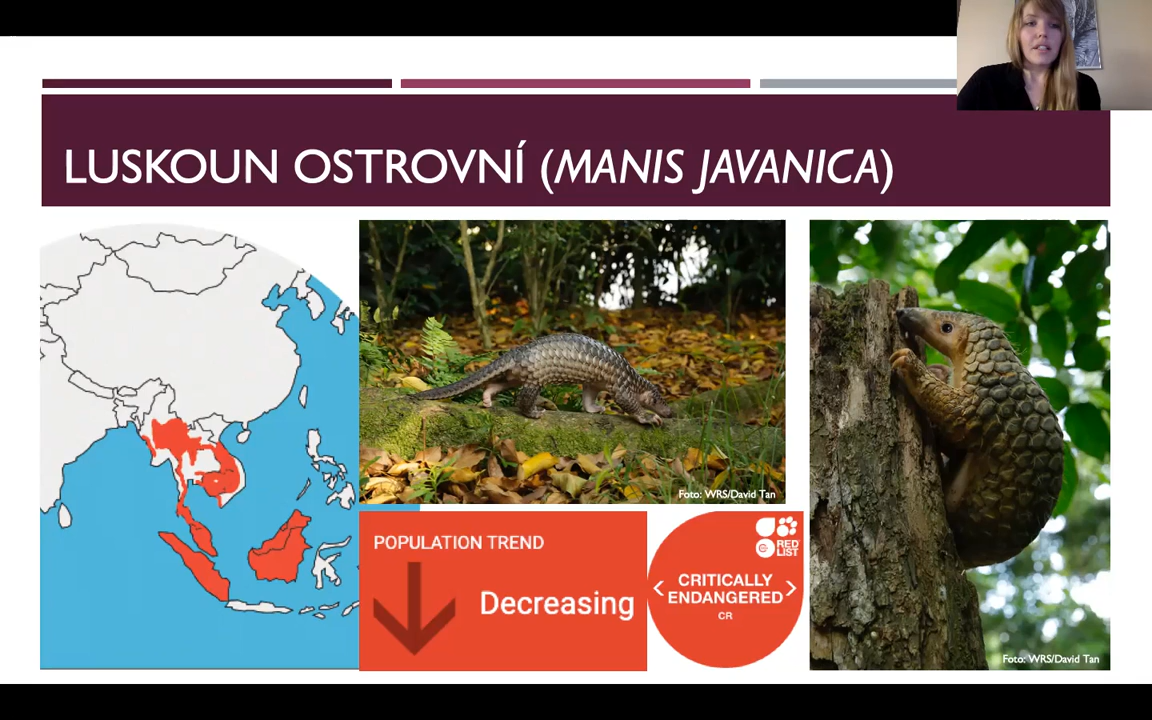 LUSKOUN OSTROVNÍ (MANIS JAVANICA)
Foto: WRS/David Tan
POPULATION TREND
Decreasing
RED
LIST
< CRITICALLY >
ENDANGERED
CR
Foto: WRS/David Tan